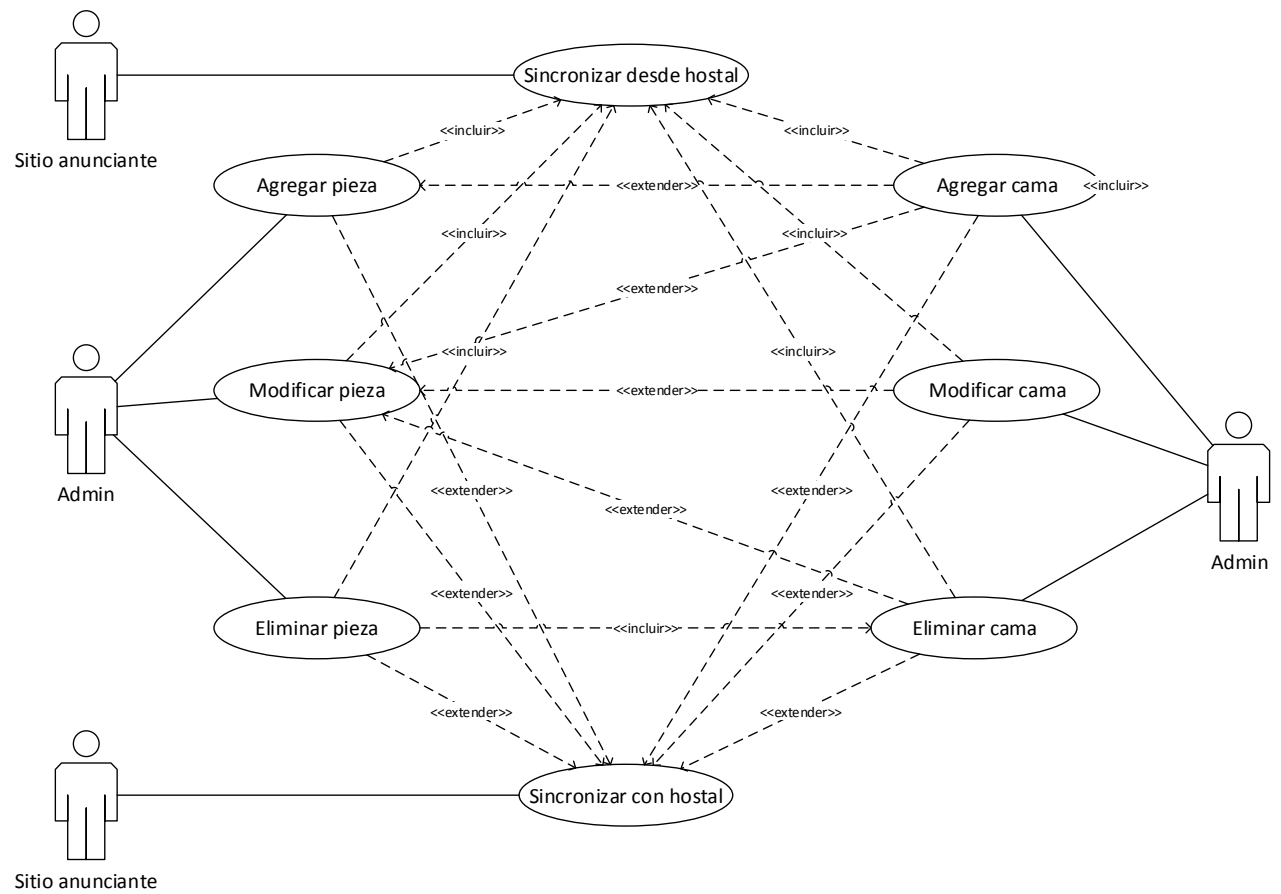 Sincronizar desde hostal
<<incluir>>
<<incluir>>
Sitio anunciante
Agregar pieza
<<extender>>
Agregar cama
<<incluir>>
<<incluir>>
<<incluir>>
<<extender>>
<<incluir>>
<<incluir>>
Modificar pieza
<<extender>>
Modificar cama
Admin
<<extender>>
<<extender>>
<<extender>>
Admin
<<extender>>
<<extender>>
Eliminar pieza
<<incluir>>
Eliminar cama
<<extender>>
<<extender>>
Sincronizar con hostal
Sitio anunciante